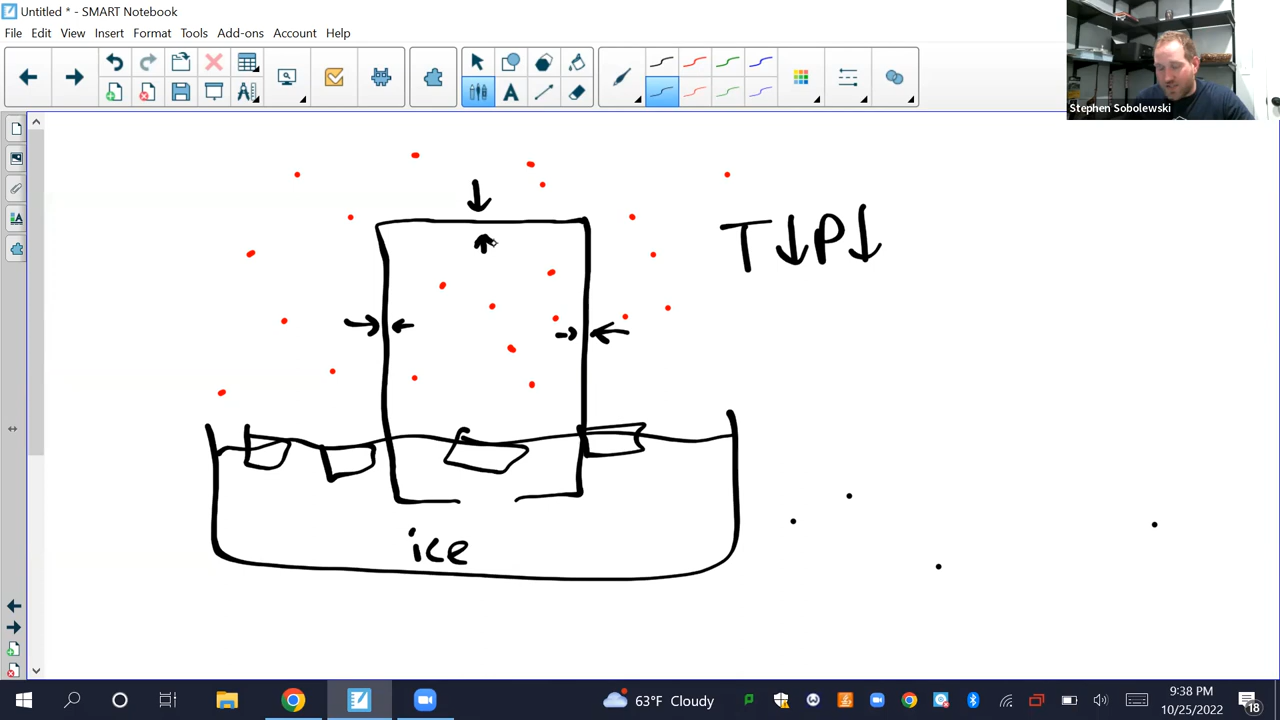 Untitled * - SMART Notebook
File Edit View Insert Format Tools Add-ons Account Help
Stephen Sobolewski
T↓P↓
ice
63°F Cloudy
9:38 PM
10/25/2022
18